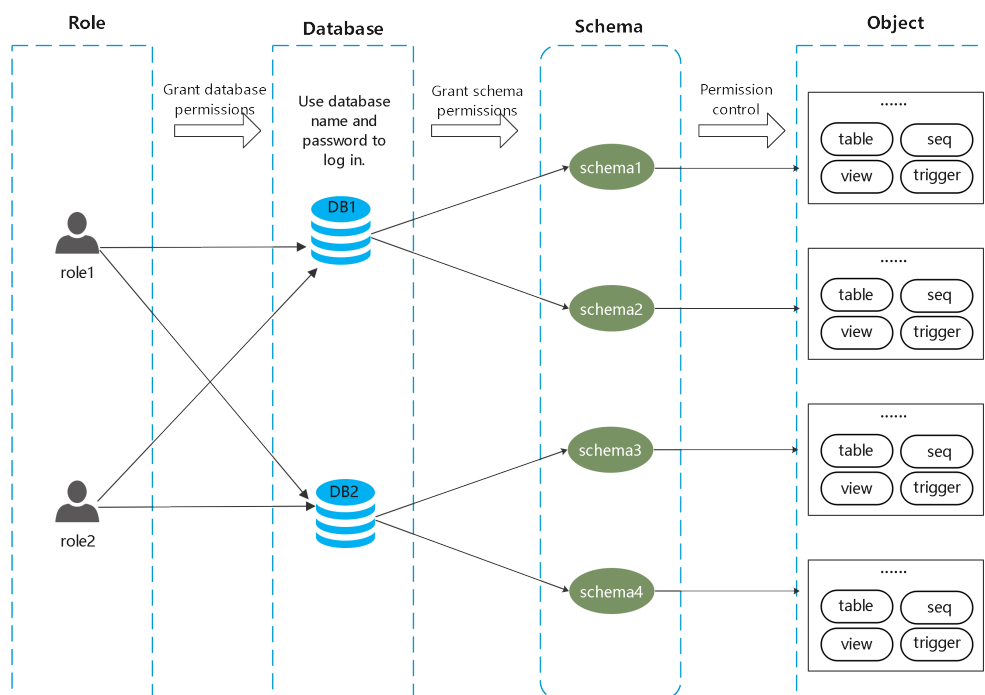 Role
Database
Schema
Object
Grant database
permissions
Use database
name and
password to
log in.
Grant schema
permissions
Permission
control
......
table
seq
view
trigger
schema1
DB1
role1
......
table
seq
view
trigger
schema2
......
table
seq
view
trigger
schema3
DB2
role2
......
table
seq
view
trigger
schema4